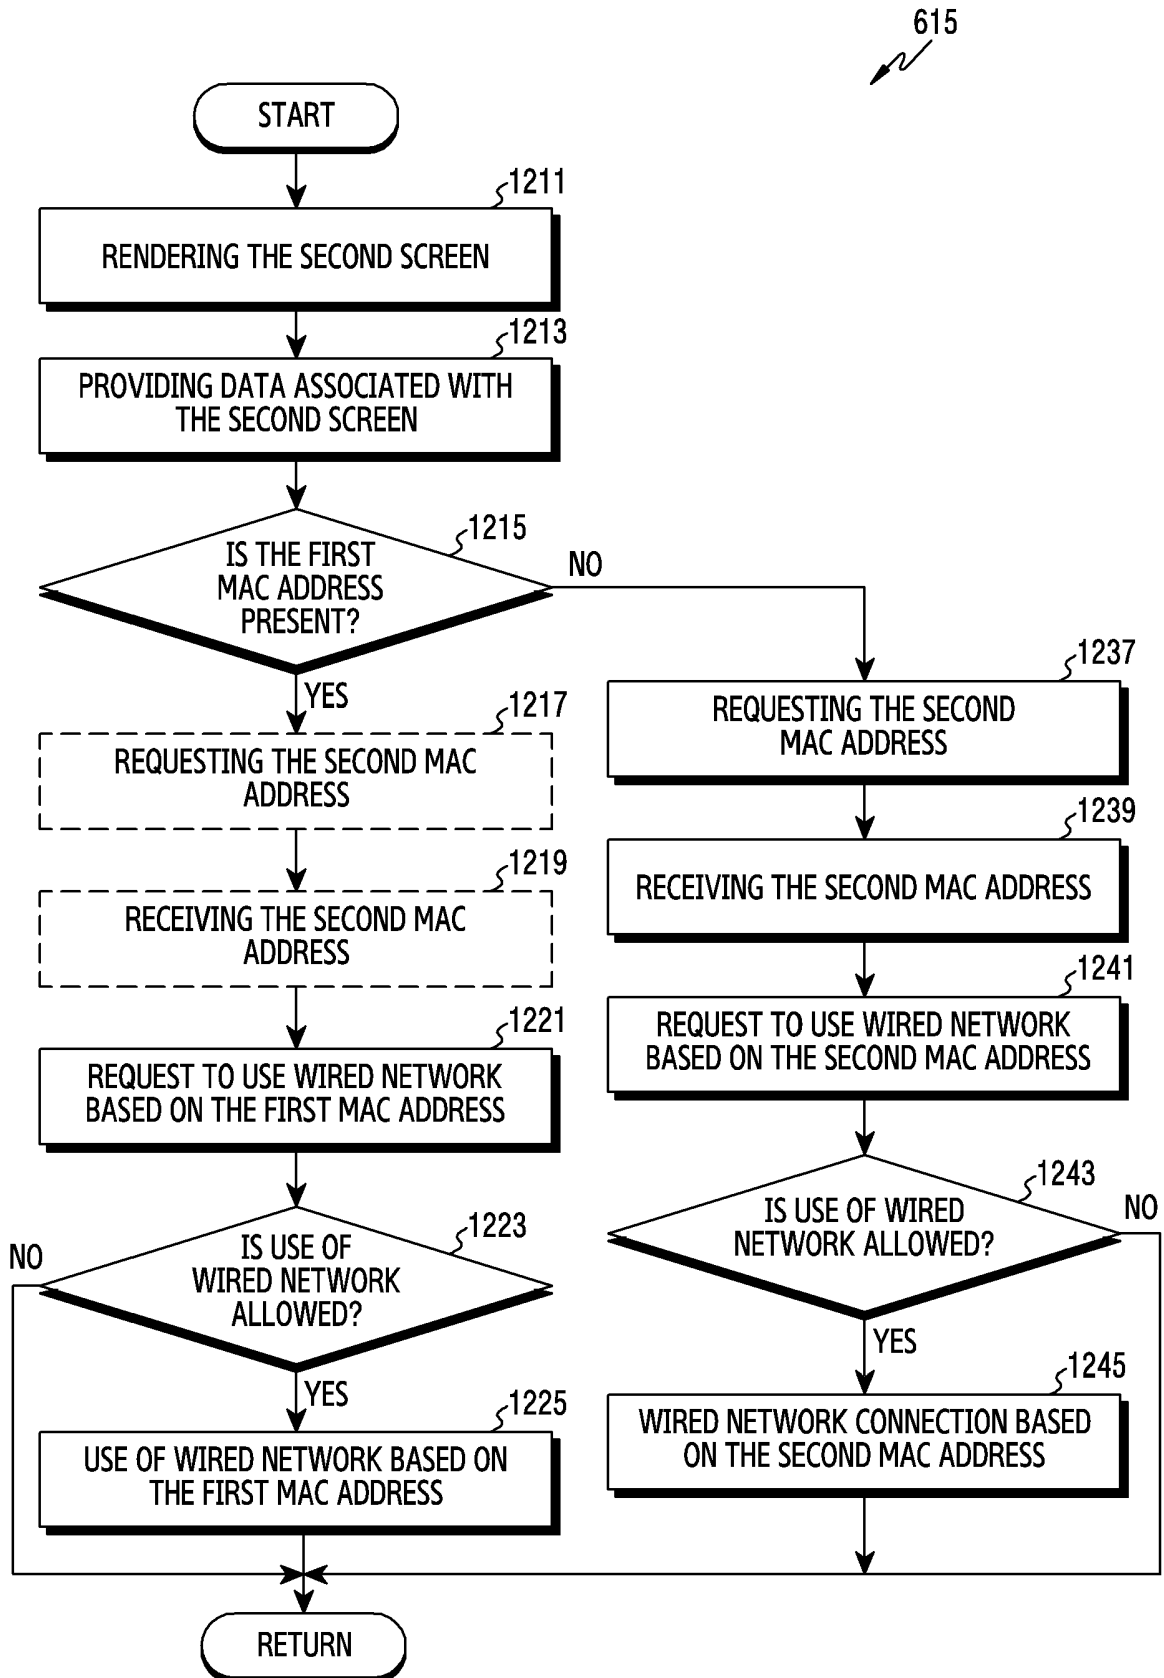 615
START
1211
RENDERING THE SECOND SCREEN
1213
PROVIDING DATA ASSOCIATED WITH
THE SECOND SCREEN
1215
IS THE FIRST
MAC ADDRESS
PRESENT?
NO
YES
1217
REQUESTING THE SECOND MAC
ADDRESS
1219
RECEIVING THE SECOND MAC
ADDRESS
1221
REQUEST TO USE WIRED NETWORK
BASED ON THE FIRST MAC ADDRESS
1223
IS USE OF
WIRED NETWORK
ALLOWED?
NO
YES
1225
USE OF WIRED NETWORK BASED ON
THE FIRST MAC ADDRESS
1237
REQUESTING THE SECOND
MAC ADDRESS
1239
RECEIVING THE SECOND MAC ADDRESS
1241
REQUEST TO USE WIRED NETWORK
BASED ON THE SECOND MAC ADDRESS
1243
IS USE OF WIRED
NETWORK ALLOWED?
NO
YES
1245
WIRED NETWORK CONNECTION BASED
ON THE SECOND MAC ADDRESS
RETURN